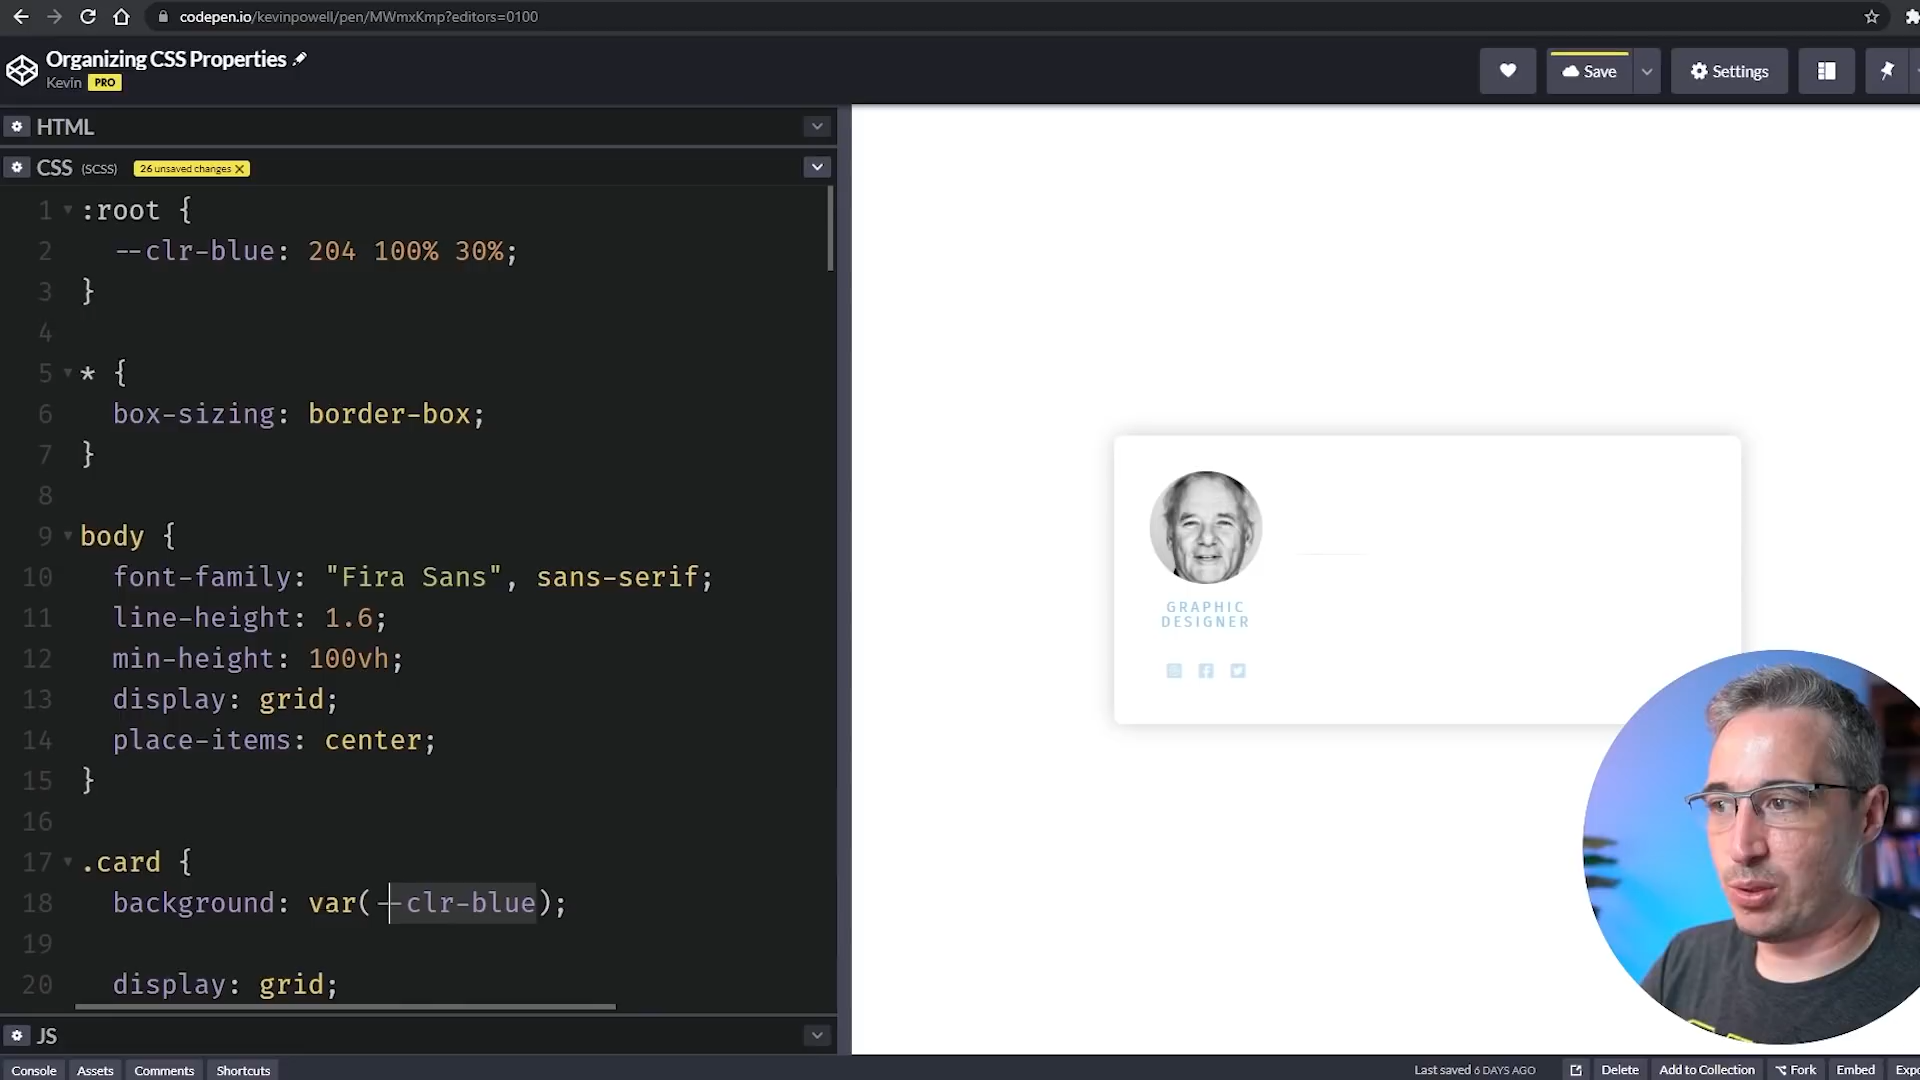 codepen.io/kevinpowell/pen/MWmxKmp?editors=0100
Organizing CSS Properties
Kevin PRO
Save
Settings
HTML
CSS (SCSS) 26 unsaved changes X
1 :root {
2 --clr-blue: 204 100% 30%;
3 }
4
5 * {
6 box-sizing: border-box;
7 }
8
9 body {
10 font-family: "Fira Sans", sans-serif;
11 line-height: 1.6;
12 min-height: 100vh;
13 display: grid;
14 place-items: center;
15 }
16
17 .card {
18 background: var(--clr-blue);
19
20 display: grid;
GRAPHIC
DESIGNER
JS
Console Assets Comments Shortcuts
Last saved 6 DAYS AGO Delete Add to Collection Fork Embed